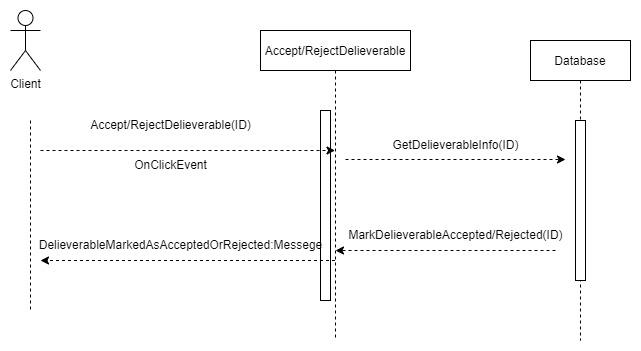 Accept/RejectDelieverable
Database
Client
Accept/RejectDelieverable(ID)
GetDelieverableInfo(ID)
OnClickEvent
MarkDelieverableAccepted/Rejected(ID)
DelieverableMarkedAsAcceptedOrRejected:Messege